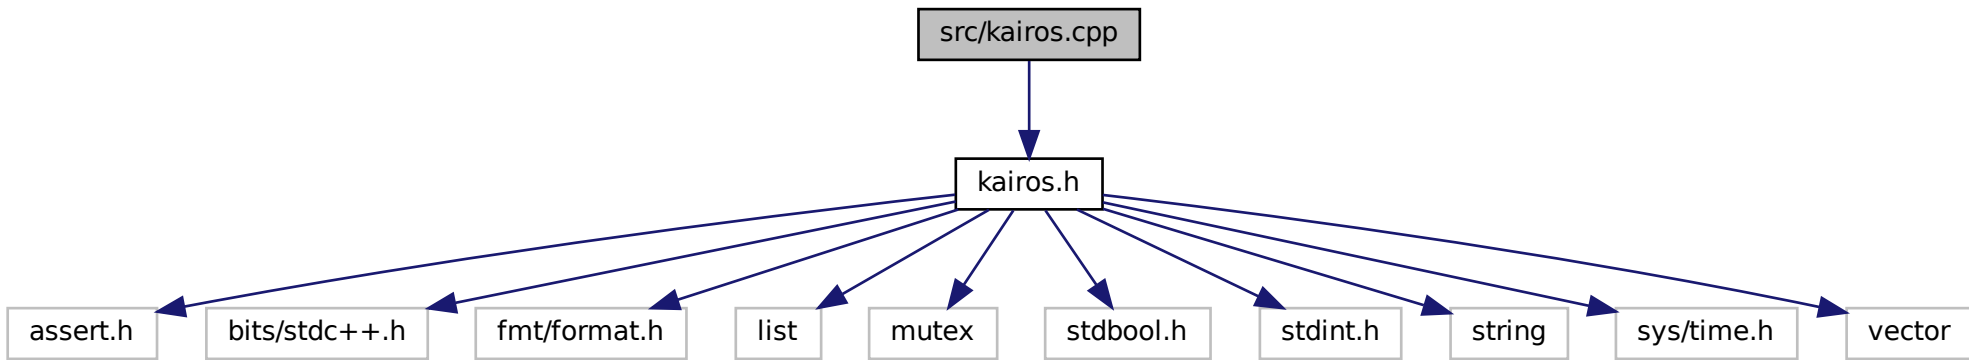 src/kairos.cpp
kairos.h
assert.h
bits/stdc++.h
fmt/format.h
list
mutex
stdbool.h
stdint.h
string
sys/time.h
vector